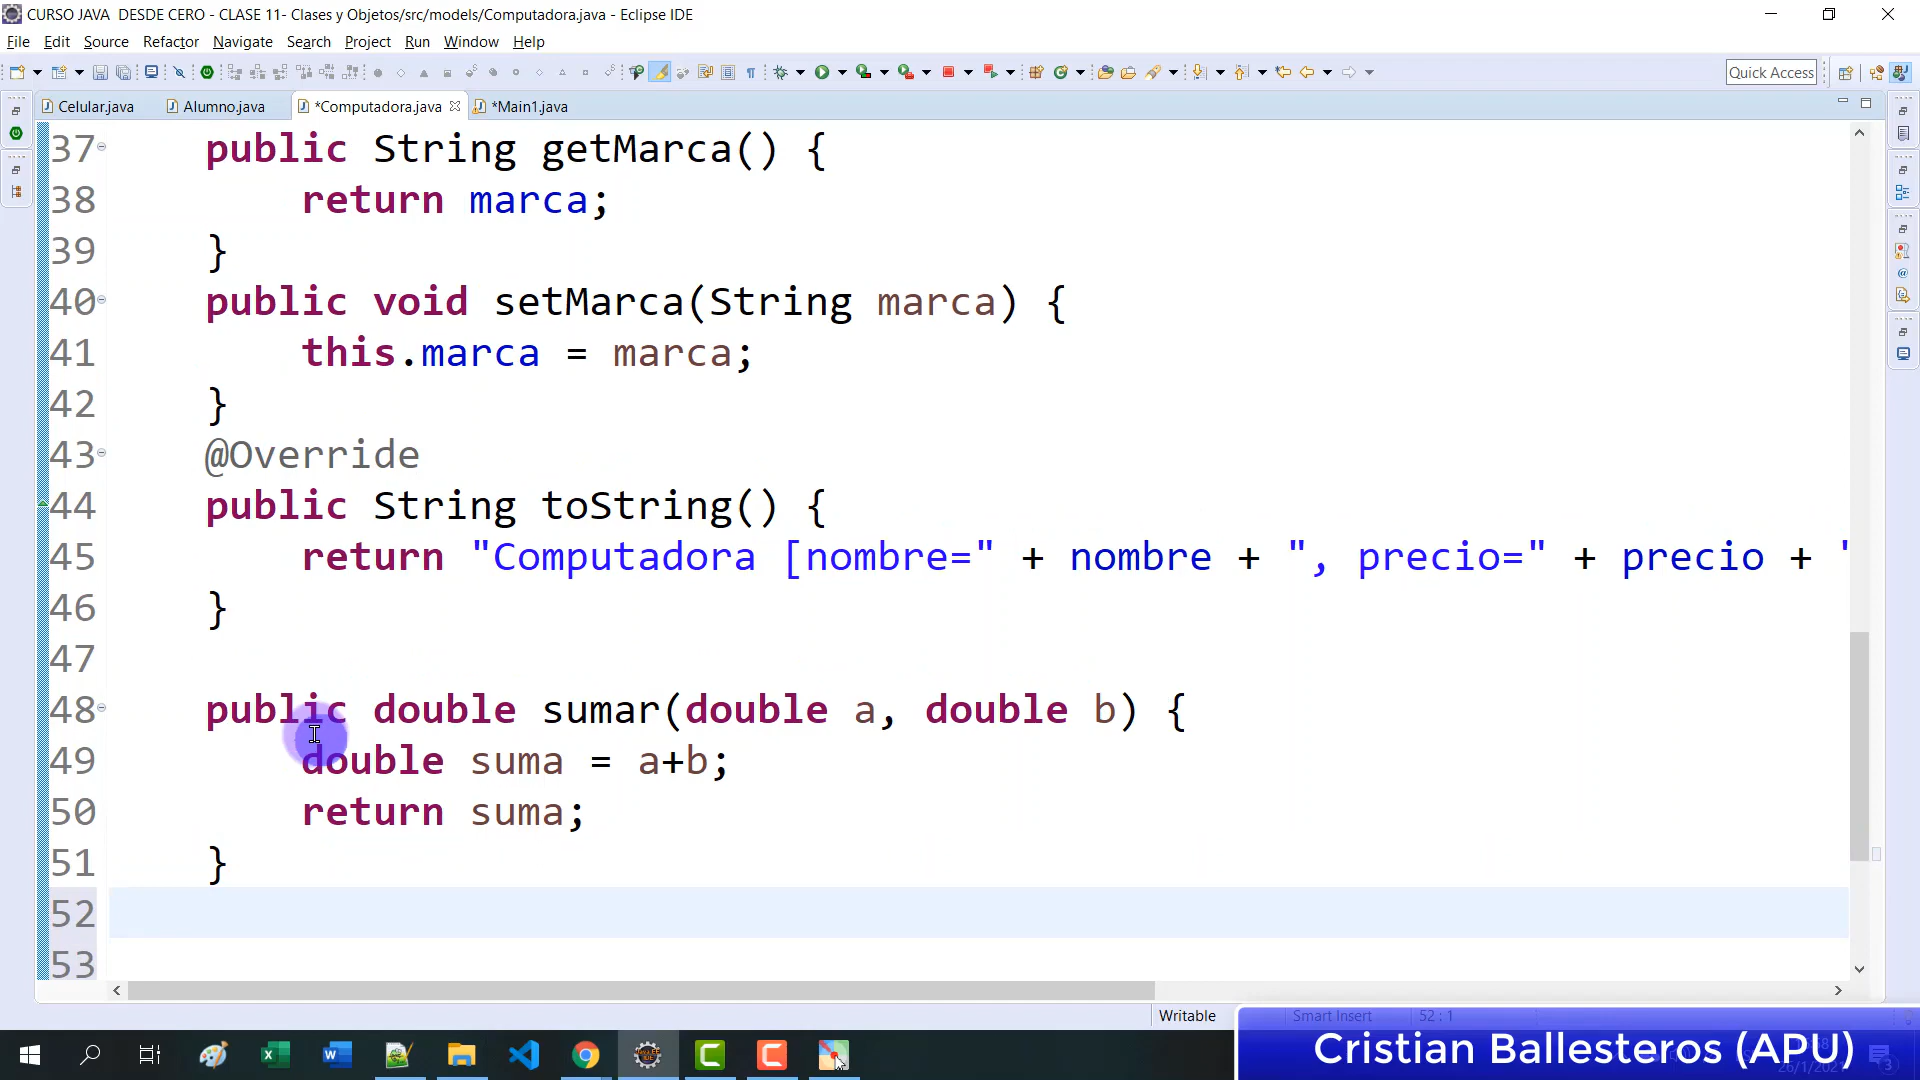 CURSO JAVA  DESDE CERO - CLASE 11- Clases y Objetos/src/models/Computadora.java - Eclipse IDE
File Edit Source Refactor Navigate Search Project Run Window Help
Quick Access
Celular.java Alumno.java *Computadora.java *Main1.java
37 public String getMarca() {
38 return marca;
39 }
40 public void setMarca(String marca) {
41 this.marca = marca;
42 }
43 @Override
44 public String toString() {
45 return "Computadora [nombre=" + nombre + ", precio=" + precio + "
46 }
47
48 public double sumar(double a, double b) {
49 double suma = a+b;
50 return suma;
51 }
52
53
Writable Smart Insert 52 : 1
Cristian Ballesteros (APU)